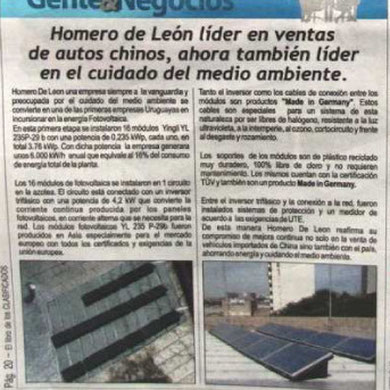 Gente & Negocios
Homero de León líder en ventas
de autos chinos, ahora también líder
en el cuidado del medio ambiente.
Homero De Leon una empresa siempre a la vanguardia y
preocupada por el cuidado del medio ambiente se
convierte en una de las primeras empresas Uruguayas en
incursionar en la energía Fotovoltaica.
En esta primera etapa se instalaron 16 módulos Yingli YL
235P-29 b con una potencia de 0.235 kWp, cada uno, en
total 3.76 kWp. Con dicha potencia la empresa generara
unos 6.000 kW/h anual que equivale al 16% del consumo
de energía total de la planta.
Los 16 módulos de fotovoltaica se instalaron en 1 circuito
en la azotea. El circuito está conectado con un inversor
trifásico con una potencia de 4,2 kW que convierte la
corriente continua producida por los paneles
fotovoltaicos, en corriente alterna que se necesita para la
red. Los módulos fotovoltaicos YL 235 P-29b fueron
producidos en Asia especialmente para el mercado
europeo con todos los certificados y exigencias de la
unión europea.
Tanto el inversor como los cables de conexión entre los
módulos son productos "Made in Germany". Estos
cables son especiales para un sistema de esta
naturaleza por ser libres de halógeno, resistente a la luz
ultravioleta, a la intemperie, al ozono, cortocircuito y frente
al desgaste y rozamiento.
Los soportes de los módulos son de plástico reciclado
muy duradero, 100% libre de cloro y no requieren
mantenimiento. Los mismos cuentan con la certificación
TÜV y también son un producto Made in Germany.
Entre el inversor trifásico y la conexión a la red, fueron
instalados sistemas de protección y un medidor de
acuerdo a las exigencias de UTE.
De esta manera Homero De León reafirma su
compromiso de mejora continua no solo en la venta de
vehículos importados de China sino también con el país,
ahorrando energía y cuidando el medio ambiente.
Pág. 20 – El libro de los CLASIFICADOS